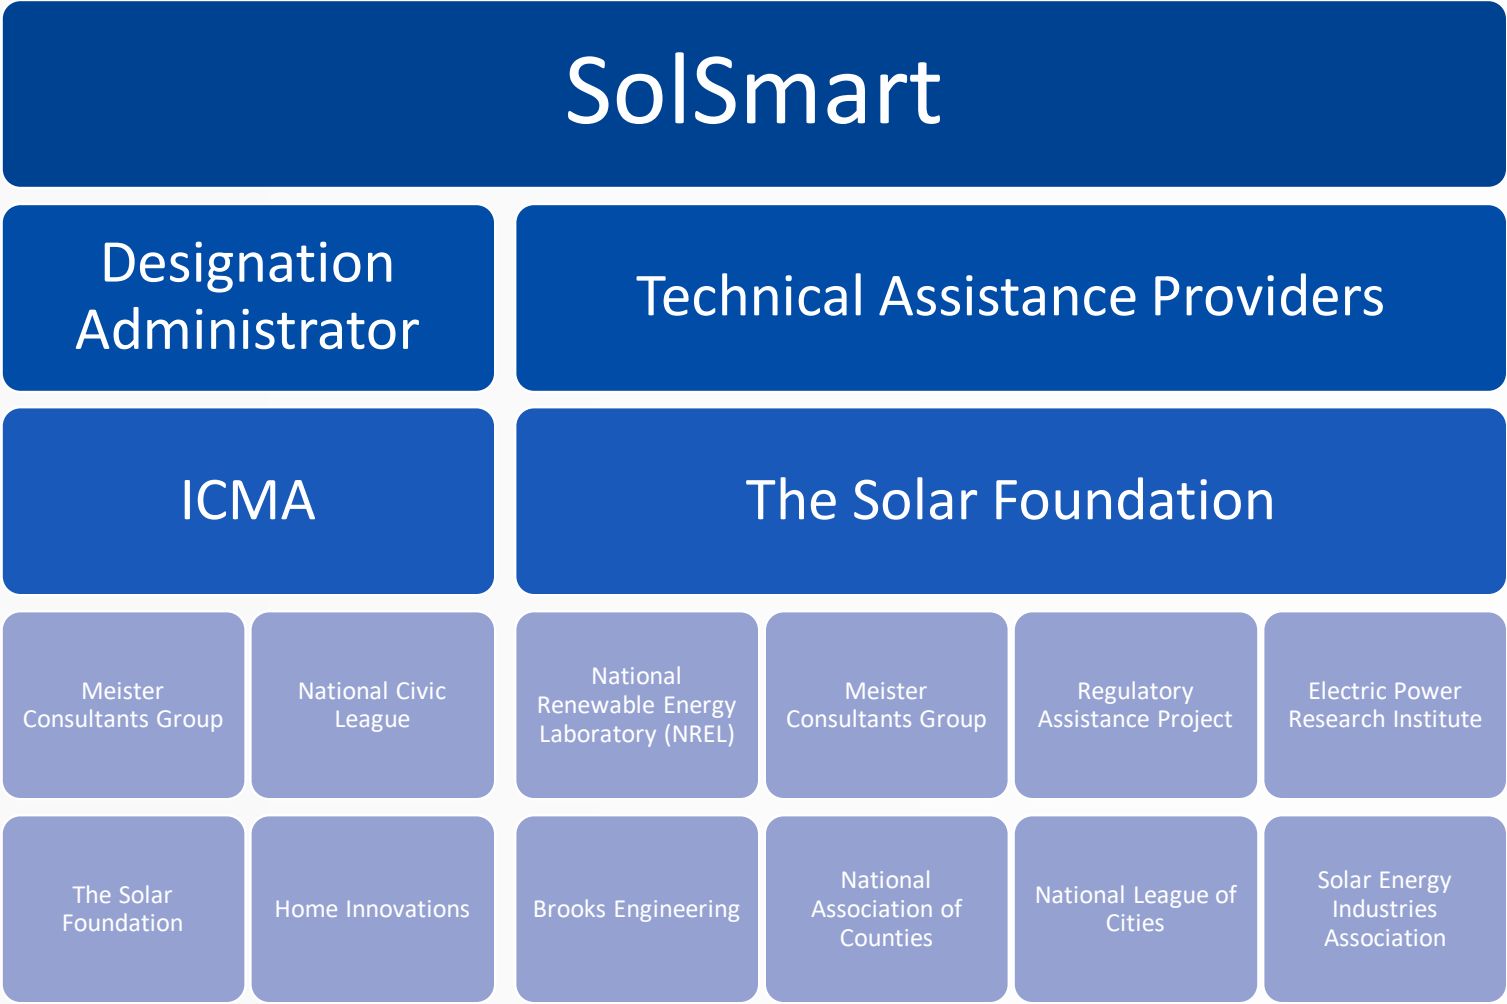 SolSmart
Designation
Administrator
Technical Assistance Providers
ICMA
The Solar Foundation
Meister
Consultants Group
National Civic
League
National
Renewable Energy
Laboratory (NREL)
Meister
Consultants Group
Regulatory
Assistance Project
Electric Power
Research Institute
The Solar
Foundation
Home Innovations
Brooks Engineering
National
Association of
Counties
National League of
Cities
Solar Energy
Industries
Association